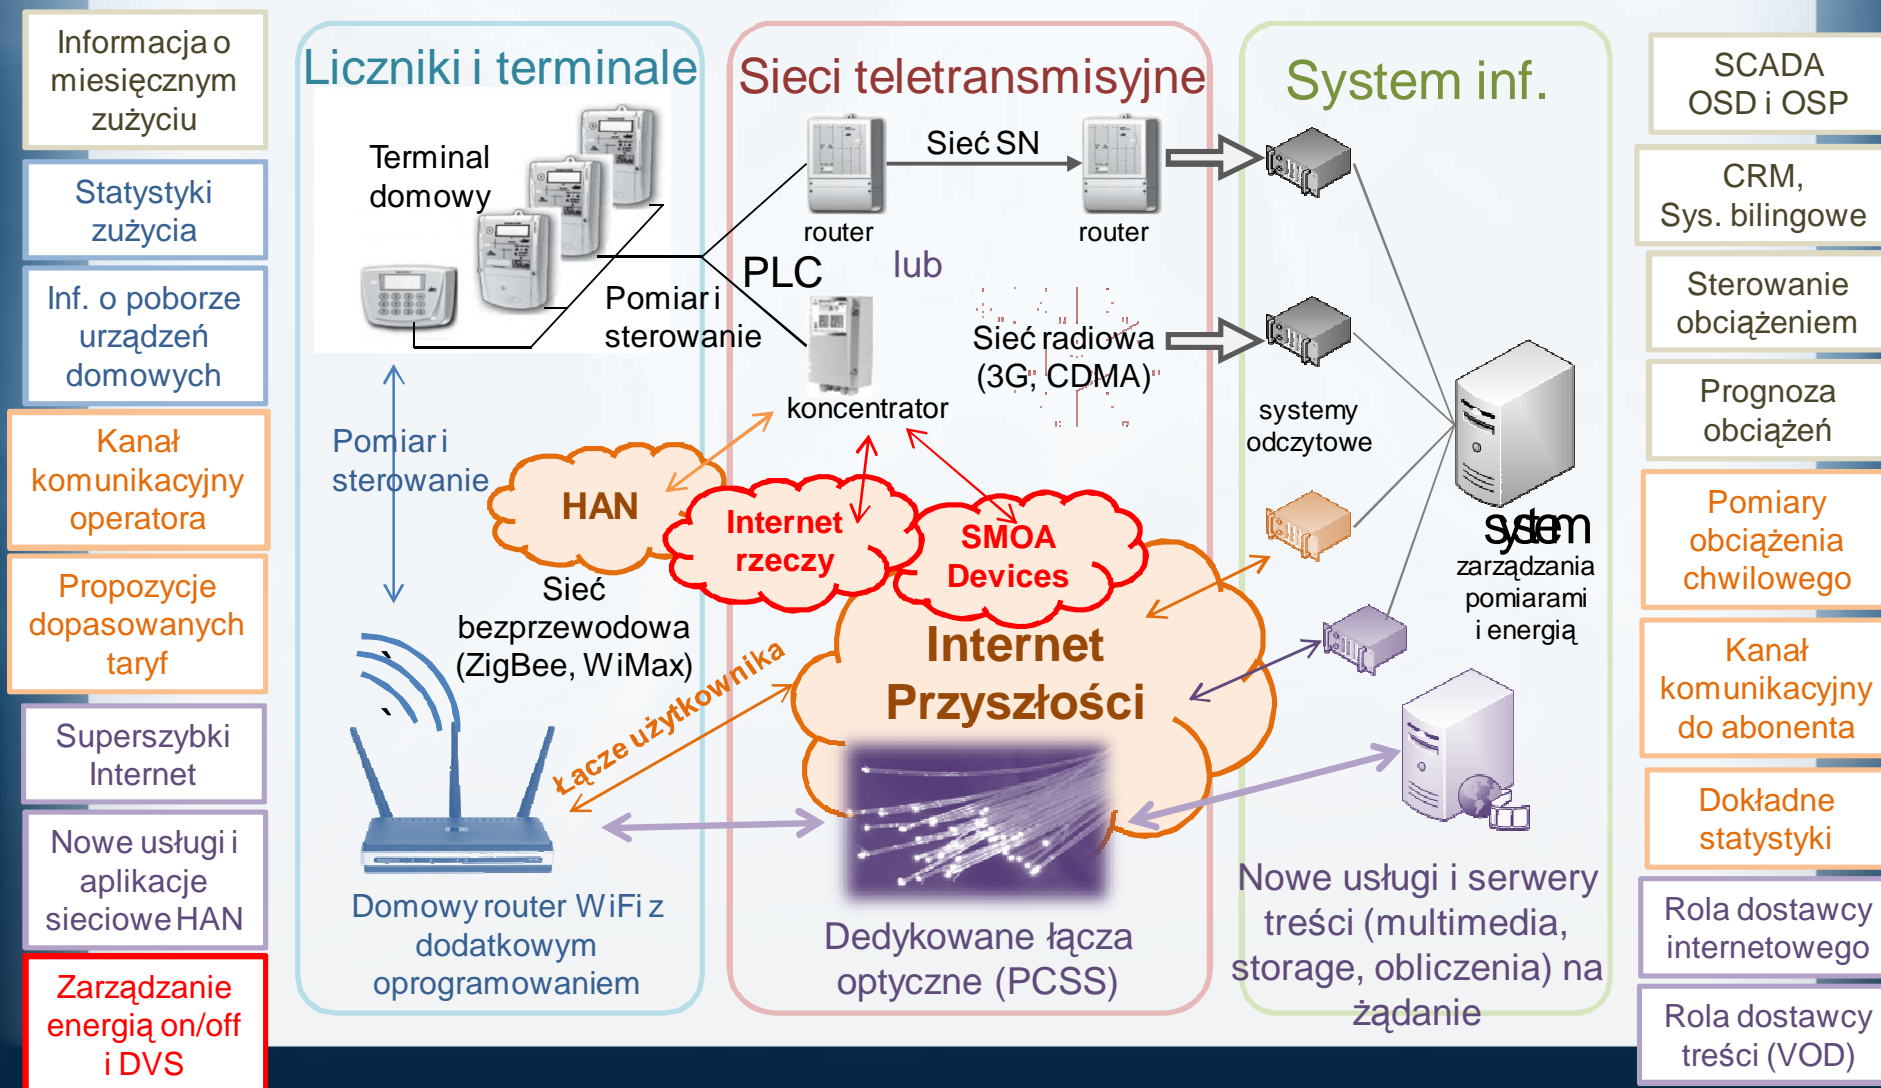 Informacja o
miesięcznym
zużyciu
Statystyki
zużycia
Inf. o poborze
urządzeń
domowych
Kanał
komunikacyjny
operatora
Propozycje
dopasowanych
taryf
Superszybki
Internet
Nowe usługi i
aplikacje
sieciowe HAN
Zarządzanie
energią on/off
i DVS
Liczniki i terminale
Terminal
domowy
Pomiar i
sterowanie
Pomiar i
sterowanie
HAN
Sieć
bezprzewodowa
(ZigBee, WiMax)
Łącze użytkownika
Domowy router WiFi z
dodatkowym
oprogramowaniem
Sieci teletransmisyjne
Sieć SN
router
router
lub
PLC
Sieć radiowa
(3G, CDMA)
koncentrator
Internet
rzeczy
SMOA
Devices
Internet
Przyszłości
Dedykowane łącza
optyczne (PCSS)
System inf.
systemy
odczytowe
system
zarządzania
pomiarami
i energią
Nowe usługi i serwery
treści (multimedia,
storage, obliczenia) na
żądanie
SCADA
OSD i OSP
CRM,
Sys. bilingowe
Sterowanie
obciążeniem
Prognoza
obciążeń
Pomiary
obciążenia
chwilowego
Kanał
komunikacyjny
do abonenta
Dokładne
statystyki
Rola dostawcy
internetowego
Rola dostawcy
treści (VOD)